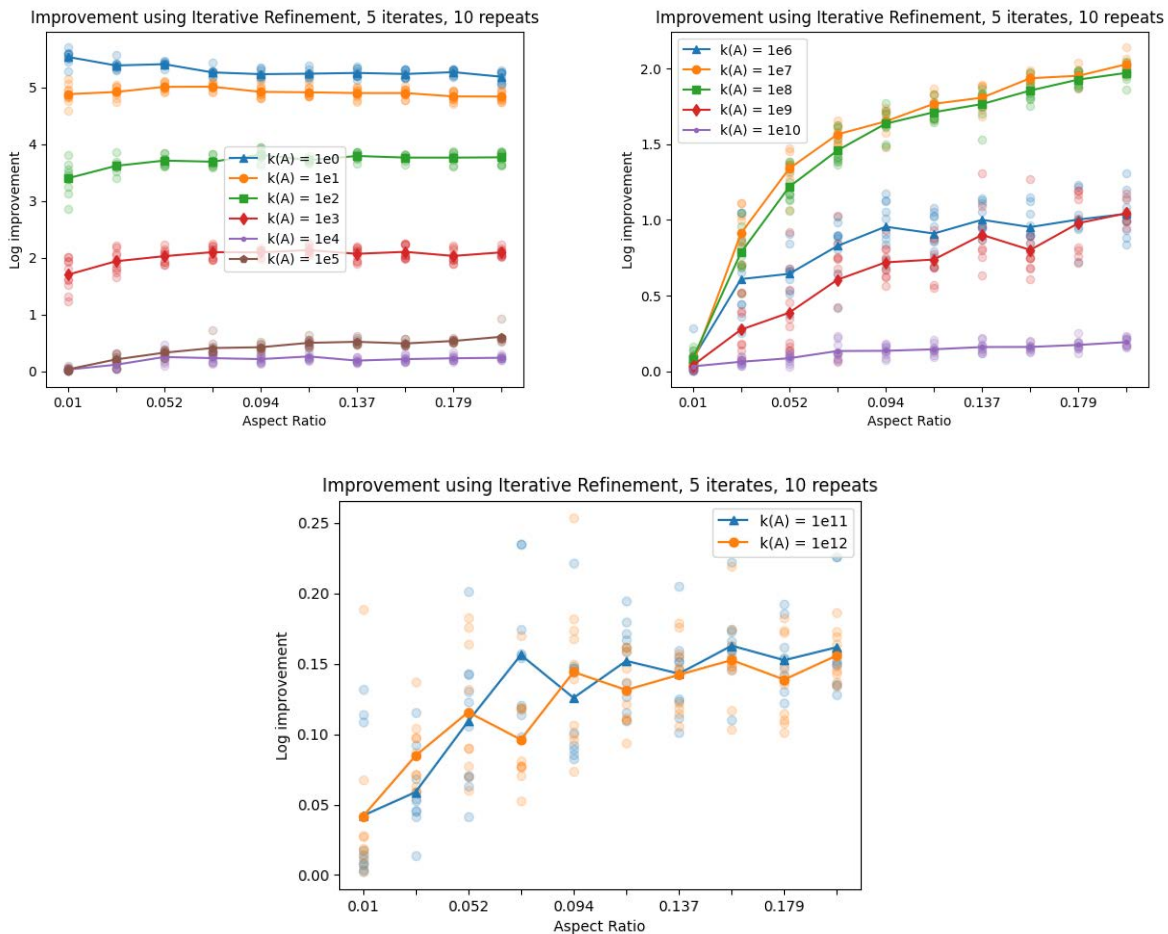 Improvement using Iterative Refinement, 5 iterates, 10 repeats
5
4
3
2
1
0
Log improvement
k(A) = 1e0
k(A) = 1e1
k(A) = 1e2
k(A) = 1e3
k(A) = 1e4
k(A) = 1e5
0.01 0.052 0.094 0.137 0.179
Aspect Ratio
Improvement using Iterative Refinement, 5 iterates, 10 repeats
2.0
1.5
1.0
0.5
0.0
Log improvement
k(A) = 1e6
k(A) = 1e7
k(A) = 1e8
k(A) = 1e9
k(A) = 1e10
0.01 0.052 0.094 0.137 0.179
Aspect Ratio
Improvement using Iterative Refinement, 5 iterates, 10 repeats
0.25
0.20
0.15
0.10
0.05
0.00
Log improvement
k(A) = 1e11
k(A) = 1e12
0.01 0.052 0.094 0.137 0.179
Aspect Ratio